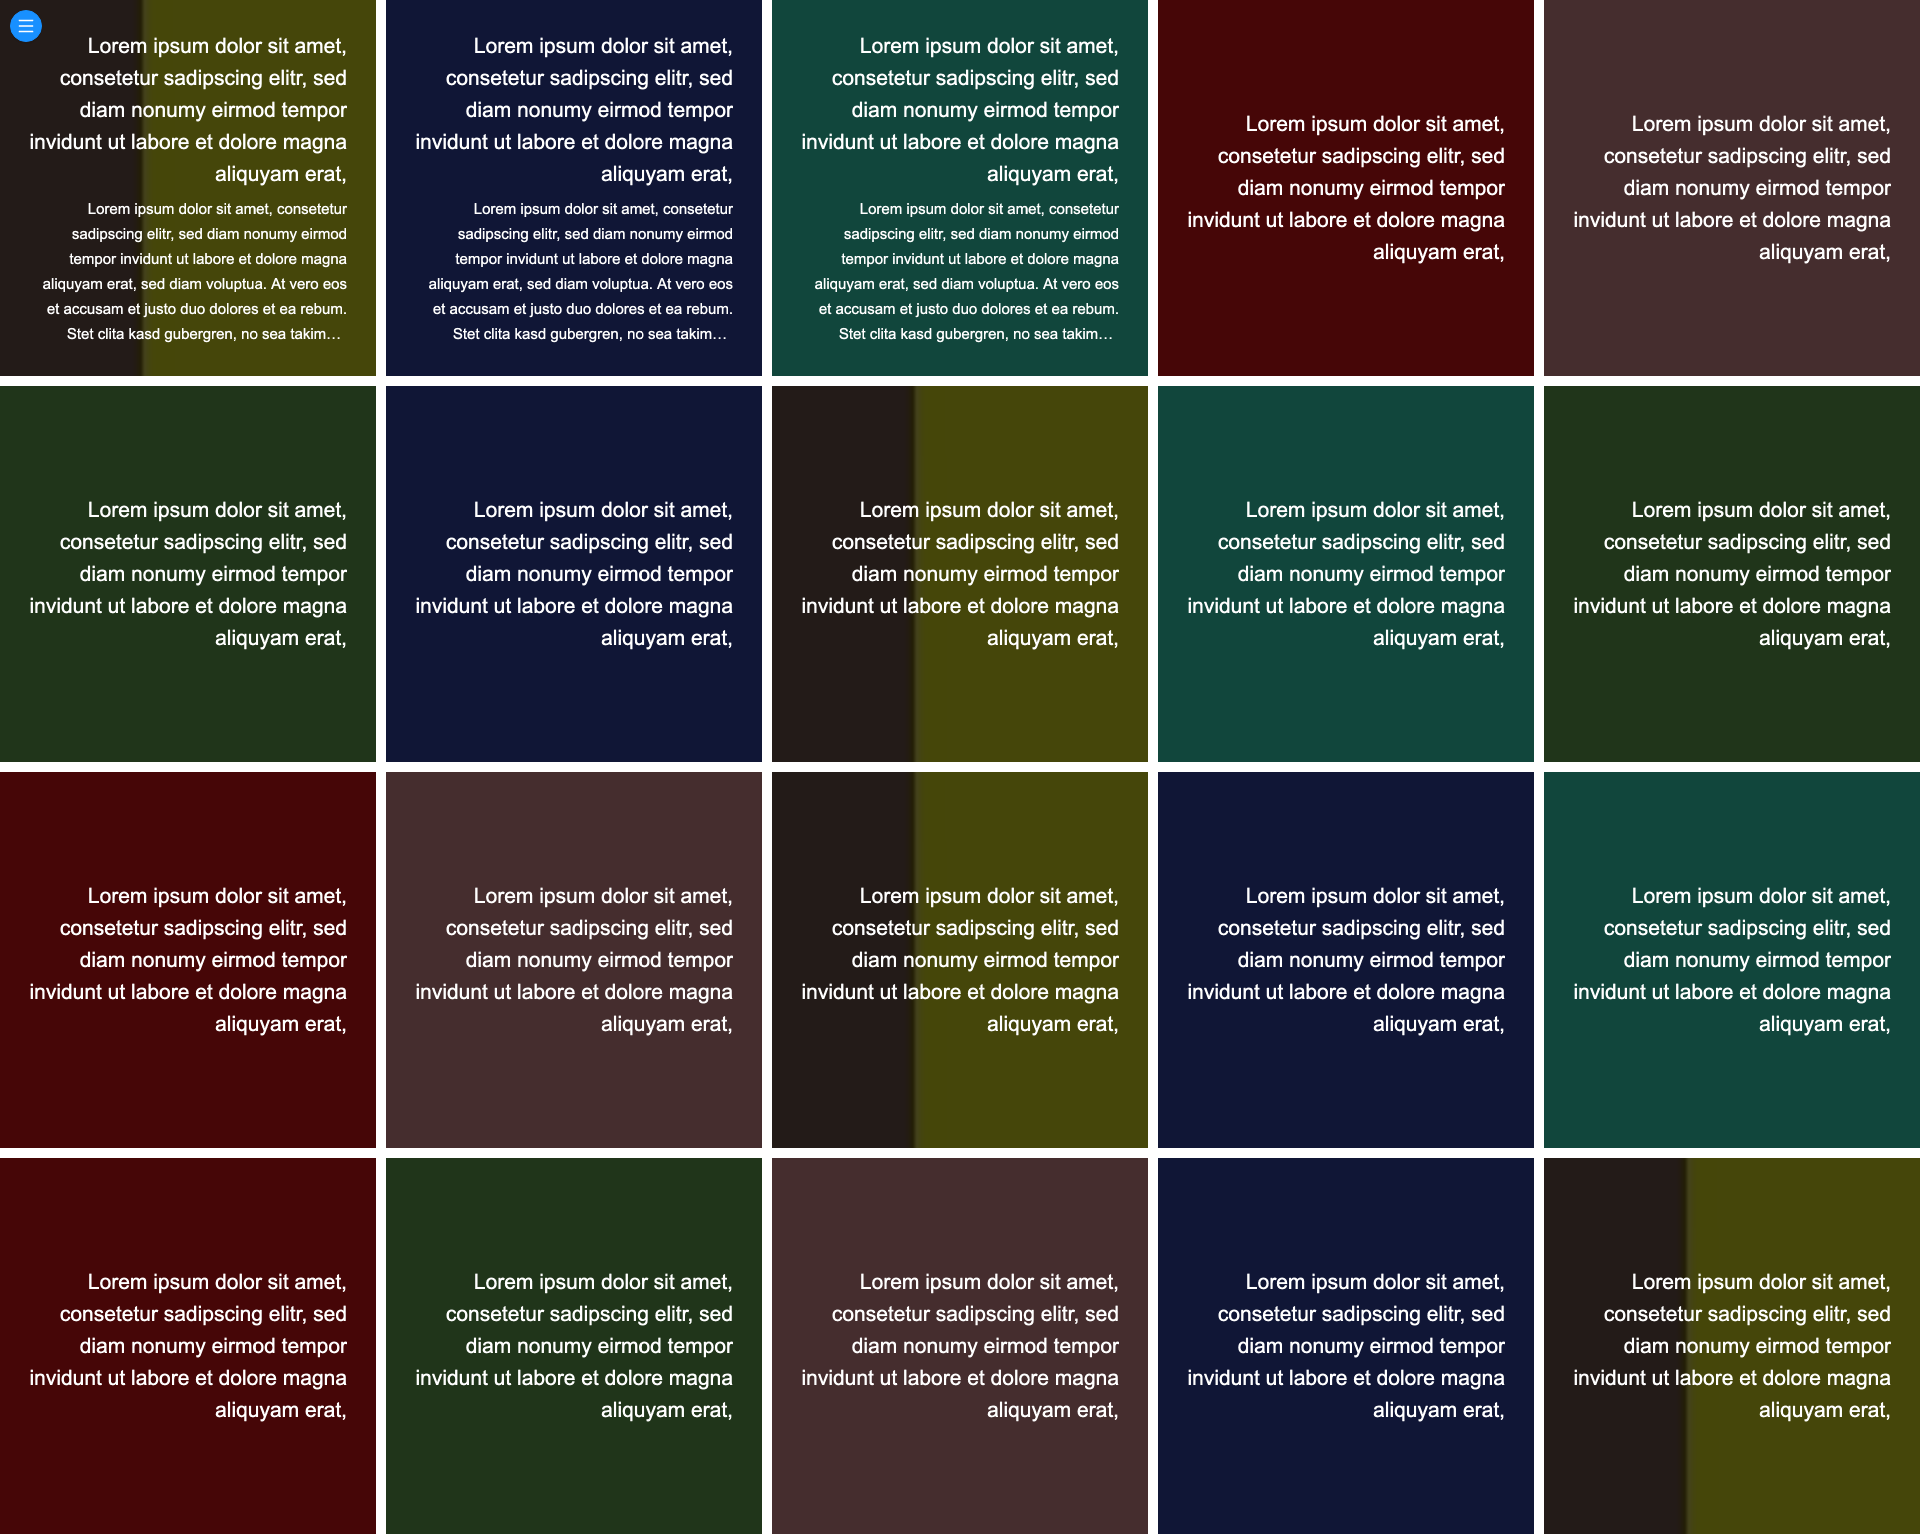 Lorem ipsum dolor sit amet,
consetetur sadipscing elitr, sed
diam nonumy eirmod tempor
invidunt ut labore et dolore magna
aliquyam erat,
Lorem ipsum dolor sit amet, consetetur
sadipscing elitr, sed diam nonumy eirmod
tempor invidunt ut labore et dolore magna
aliquyam erat, sed diam voluptua. At vero eos
et accusam et justo duo dolores et ea rebum.
Stet clita kasd gubergren, no sea takim...
Lorem ipsum dolor sit amet,
consetetur sadipscing elitr, sed
diam nonumy eirmod tempor
invidunt ut labore et dolore magna
aliquyam erat,
Lorem ipsum dolor sit amet, consetetur
sadipscing elitr, sed diam nonumy eirmod
tempor invidunt ut labore et dolore magna
aliquyam erat, sed diam voluptua. At vero eos
et accusam et justo duo dolores et ea rebum.
Stet clita kasd gubergren, no sea takim...
Lorem ipsum dolor sit amet,
consetetur sadipscing elitr, sed
diam nonumy eirmod tempor
invidunt ut labore et dolore magna
aliquyam erat,
Lorem ipsum dolor sit amet, consetetur
sadipscing elitr, sed diam nonumy eirmod
tempor invidunt ut labore et dolore magna
aliquyam erat, sed diam voluptua. At vero eos
et accusam et justo duo dolores et ea rebum.
Stet clita kasd gubergren, no sea takim...
Lorem ipsum dolor sit amet,
consetetur sadipscing elitr, sed
diam nonumy eirmod tempor
invidunt ut labore et dolore magna
aliquyam erat,
Lorem ipsum dolor sit amet,
consetetur sadipscing elitr, sed
diam nonumy eirmod tempor
invidunt ut labore et dolore magna
aliquyam erat,
Lorem ipsum dolor sit amet,
consetetur sadipscing elitr, sed
diam nonumy eirmod tempor
invidunt ut labore et dolore magna
aliquyam erat,
Lorem ipsum dolor sit amet,
consetetur sadipscing elitr, sed
diam nonumy eirmod tempor
invidunt ut labore et dolore magna
aliquyam erat,
Lorem ipsum dolor sit amet,
consetetur sadipscing elitr, sed
diam nonumy eirmod tempor
invidunt ut labore et dolore magna
aliquyam erat,
Lorem ipsum dolor sit amet,
consetetur sadipscing elitr, sed
diam nonumy eirmod tempor
invidunt ut labore et dolore magna
aliquyam erat,
Lorem ipsum dolor sit amet,
consetetur sadipscing elitr, sed
diam nonumy eirmod tempor
invidunt ut labore et dolore magna
aliquyam erat,
Lorem ipsum dolor sit amet,
consetetur sadipscing elitr, sed
diam nonumy eirmod tempor
invidunt ut labore et dolore magna
aliquyam erat,
Lorem ipsum dolor sit amet,
consetetur sadipscing elitr, sed
diam nonumy eirmod tempor
invidunt ut labore et dolore magna
aliquyam erat,
Lorem ipsum dolor sit amet,
consetetur sadipscing elitr, sed
diam nonumy eirmod tempor
invidunt ut labore et dolore magna
aliquyam erat,
Lorem ipsum dolor sit amet,
consetetur sadipscing elitr, sed
diam nonumy eirmod tempor
invidunt ut labore et dolore magna
aliquyam erat,
Lorem ipsum dolor sit amet,
consetetur sadipscing elitr, sed
diam nonumy eirmod tempor
invidunt ut labore et dolore magna
aliquyam erat,
Lorem ipsum dolor sit amet,
consetetur sadipscing elitr, sed
diam nonumy eirmod tempor
invidunt ut labore et dolore magna
aliquyam erat,
Lorem ipsum dolor sit amet,
consetetur sadipscing elitr, sed
diam nonumy eirmod tempor
invidunt ut labore et dolore magna
aliquyam erat,
Lorem ipsum dolor sit amet,
consetetur sadipscing elitr, sed
diam nonumy eirmod tempor
invidunt ut labore et dolore magna
aliquyam erat,
Lorem ipsum dolor sit amet,
consetetur sadipscing elitr, sed
diam nonumy eirmod tempor
invidunt ut labore et dolore magna
aliquyam erat,
Lorem ipsum dolor sit amet,
consetetur sadipscing elitr, sed
diam nonumy eirmod tempor
invidunt ut labore et dolore magna
aliquyam erat,